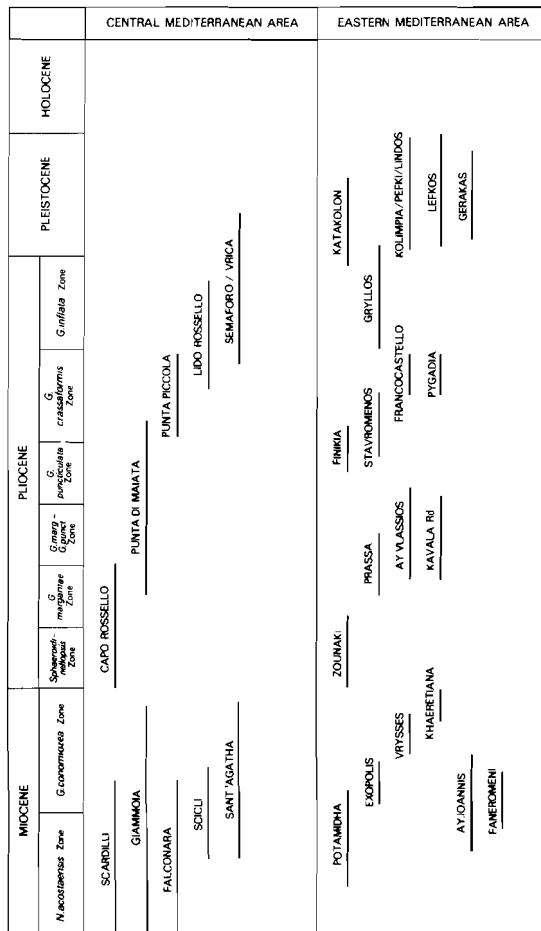 CENTRAL MEDITERRANEAN AREA
EASTERN MEDITERRANEAN AREA
HOLOCENE
PLEISTOCENE
PLIOCENE
MIOCENE
G.inflata Zone
G.
crassaformis
Zone
G.
puncticulata
Zone
G.marg -
G.punct
Zone
G
margaritae
Zone
Sphaeroidi-
nellopsis
Zone
G.conomiozea Zone
N.acostaensis Zone
SCARDILLI
CAPO ROSSELLO
GIAMMOIA
PUNTA DI MAIATA
FALCONARA
PUNTA PICCOLA
SCICLI
LIDO ROSSELLO
SANT'AGATHA
SEMAFORO / VRICA
POTAMIDHA
ZOUNAKI
FINIKIA
KATAKOLON
EXOPOLIS
PRASSA
STAVROMENOS
GRYLLOS
VRYSSES
AY VLASSIOS
FRANCOCASTELLO
KOLIMPIA/PEFKI/LINDOS
KHAERETIANA
KAVALA Rd
PYGADIA
LEFKOS
AY.IOANNIS
GERAKAS
FANEROMENI